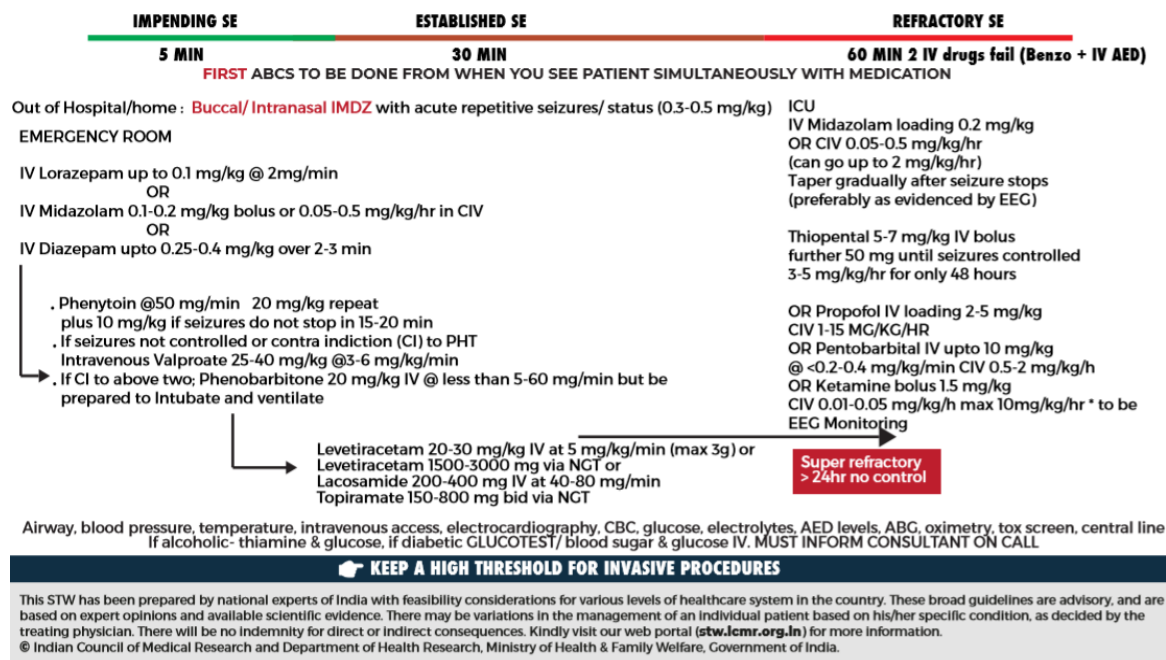 IMPENDING SE
ESTABLISHED SE
REFRACTORY SE
5 MIN
30 MIN
60 MIN 2 IV drugs fail (Benzo + IV AED)
FIRST ABCS TO BE DONE FROM WHEN YOU SEE PATIENT SIMULTANEOUSLY WITH MEDICATION
Out of Hospital/home : Buccal/ Intranasal IMDZ with acute repetitive seizures/ status (0.3-0.5 mg/kg)
EMERGENCY ROOM
IV Lorazepam up to 0.1 mg/kg @ 2mg/min
OR
IV Midazolam 0.1-0.2 mg/kg bolus or 0.05-0.5 mg/kg/hr in CIV
OR
IV Diazepam upto 0.25-0.4 mg/kg over 2-3 min
. Phenytoin @50 mg/min 20 mg/kg repeat
plus 10 mg/kg if seizures do not stop in 15-20 min
. If seizures not controlled or contra indiction (CI) to PHT
Intravenous Valproate 25-40 mg/kg @3-6 mg/kg/min
. If CI to above two; Phenobarbitone 20 mg/kg IV @ less than 5-60 mg/min but be
prepared to Intubate and ventilate
Levetiracetam 20-30 mg/kg IV at 5 mg/kg/min (max 3g) or
Levetiracetam 1500-3000 mg via NGT or
Lacosamide 200-400 mg IV at 40-80 mg/min
Topiramate 150-800 mg bid via NGT
ICU
IV Midazolam loading 0.2 mg/kg
OR CIV 0.05-0.5 mg/kg/hr
(can go up to 2 mg/kg/hr)
Taper gradually after seizure stops
(preferably as evidenced by EEG)
Thiopental 5-7 mg/kg IV bolus
further 50 mg until seizures controlled
3-5 mg/kg/hr for only 48 hours
OR Propofol IV loading 2-5 mg/kg
CIV 1-15 MG/KG/HR
OR Pentobarbital IV upto 10 mg/kg
@ <0.2-0.4 mg/kg/min CIV 0.5-2 mg/kg/h
OR Ketamine bolus 1.5 mg/kg
CIV 0.01-0.05 mg/kg/h max 10mg/kg/hr * to be
EEG Monitoring
Super refractory
> 24hr no control
Airway, blood pressure, temperature, intravenous access, electrocardiography, CBC, glucose, electrolytes, AED levels, ABG, oximetry, tox screen, central line
If alcoholic- thiamine & glucose, if diabetic GLUCOTEST/ blood sugar & glucose IV. MUST INFORM CONSULTANT ON CALL
KEEP A HIGH THRESHOLD FOR INVASIVE PROCEDURES
This STW has been prepared by national experts of India with feasibility considerations for various levels of healthcare system in the country. These broad guidelines are advisory, and are
based on expert opinions and available scientific evidence. There may be variations in the management of an individual patient based on his/her specific condition, as decided by the
treating physician. There will be no indemnity for direct or indirect consequences. Kindly visit our web portal (stw.icmr.org.in) for more information.
© Indian Council of Medical Research and Department of Health Research, Ministry of Health & Family Welfare, Government of India.